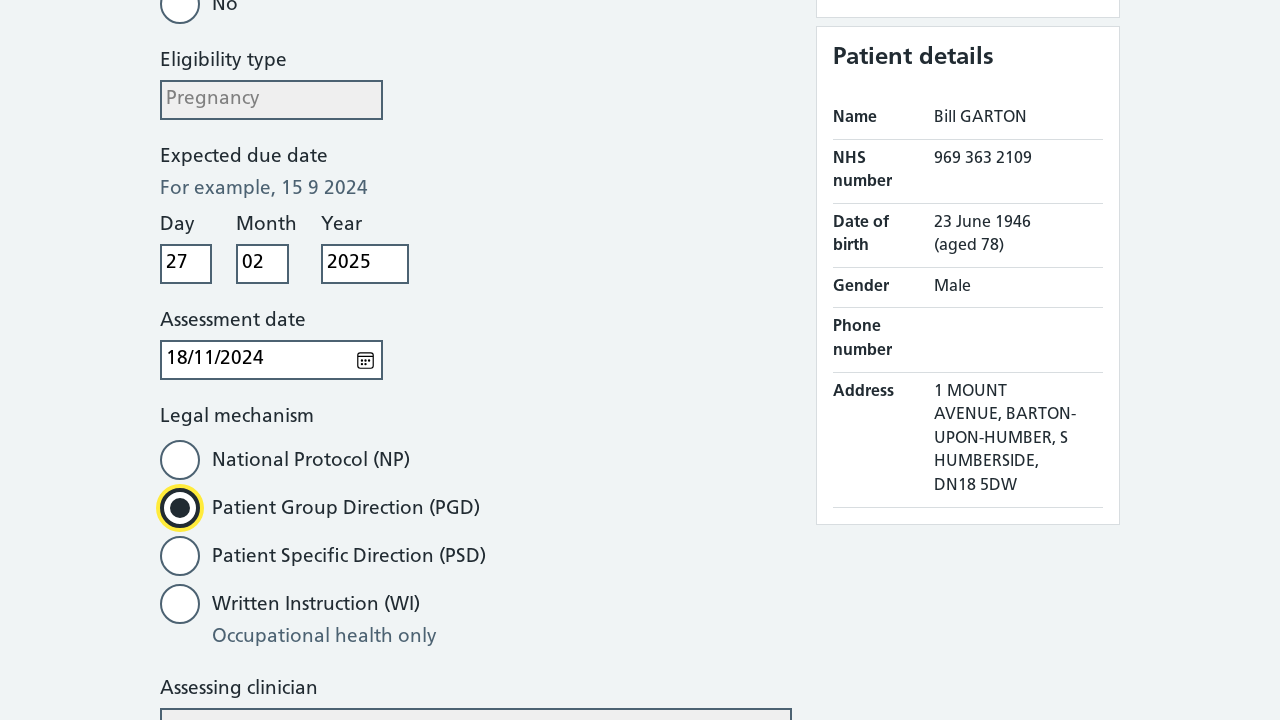 No
Eligibility type
Pregnancy
Expected due date
For example, 15 9 2024
Day Month Year
27 02 2025
Assessment date
18/11/2024
Legal mechanism
National Protocol (NP)
Patient Group Direction (PGD)
Patient Specific Direction (PSD)
Written Instruction (WI)
Occupational health only
Assessing clinician
Patient details
Name Bill GARTON
NHS number 969 363 2109
Date of birth 23 June 1946 (aged 78)
Gender Male
Phone number
Address 1 MOUNT
AVENUE, BARTON-
UPON-HUMBER, S
HUMBERSIDE,
DN18 5DW